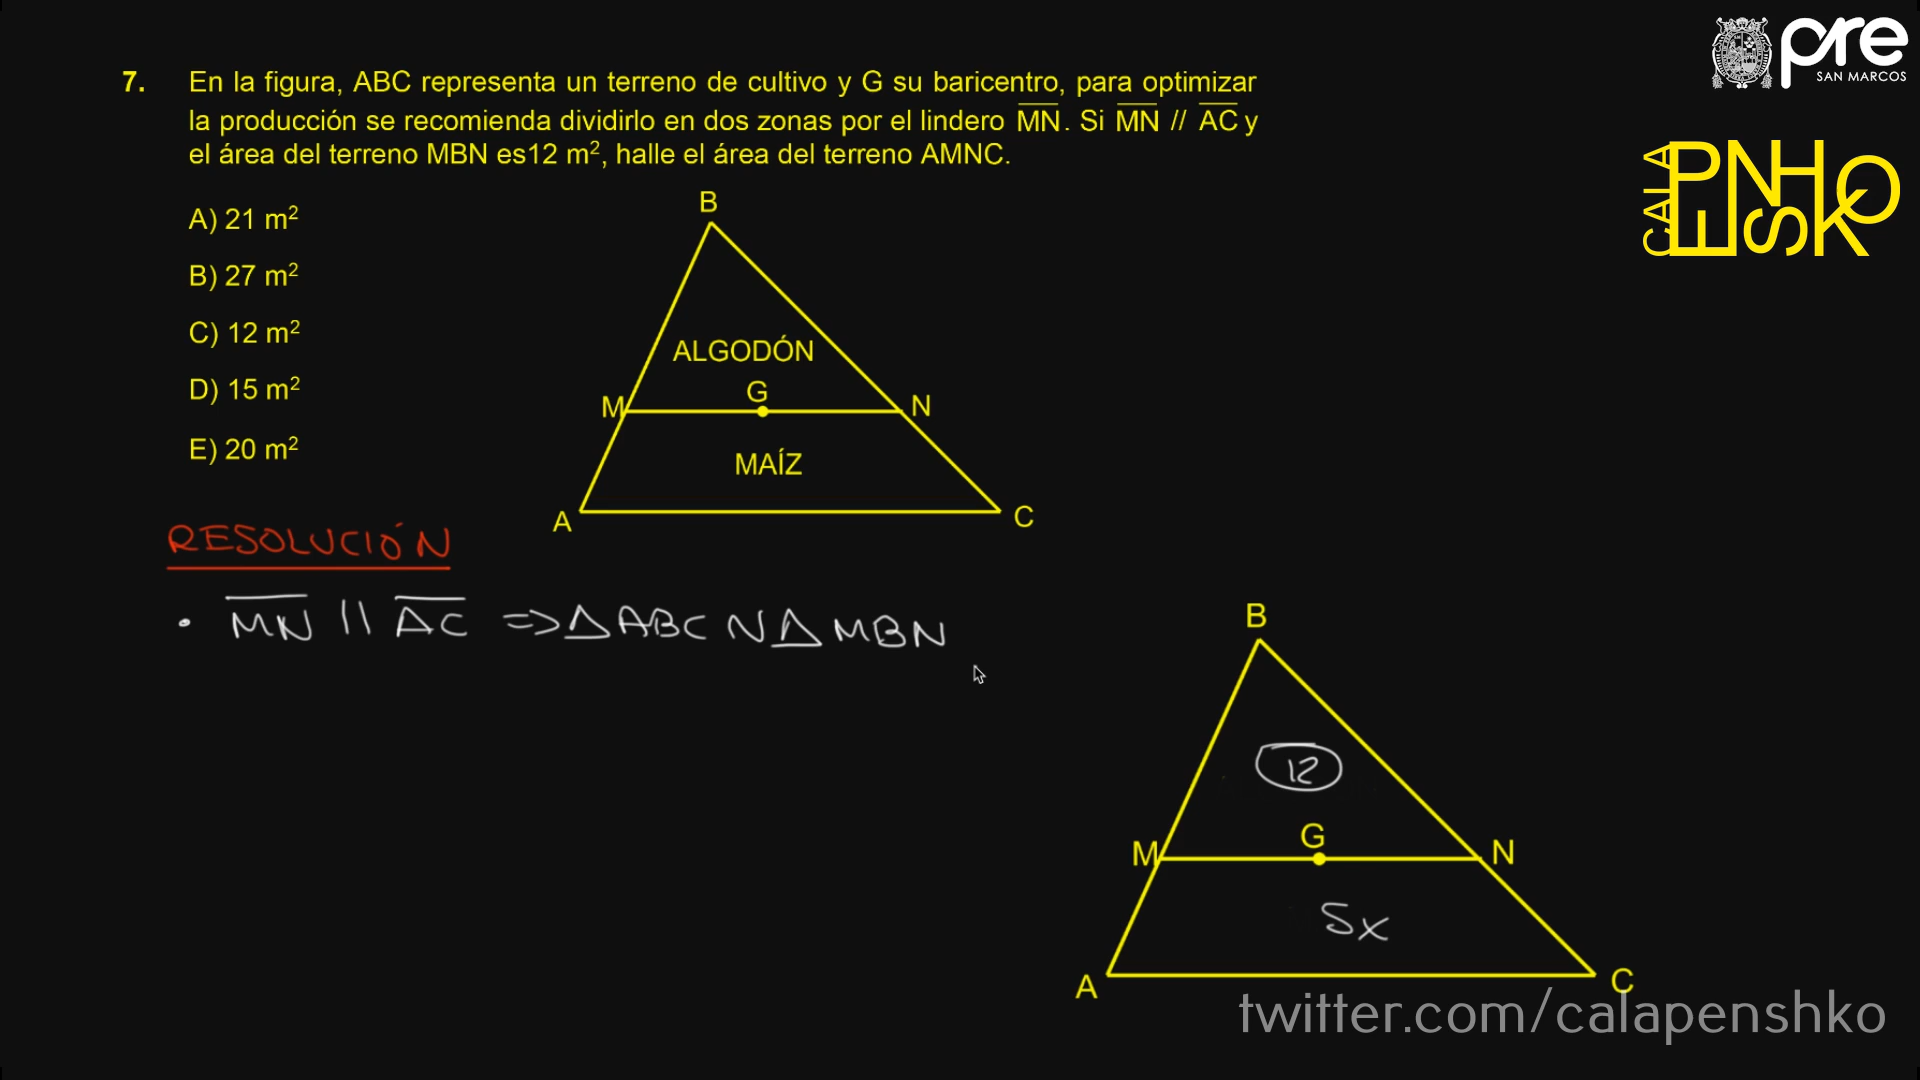 pre
SAN MARCOS
7. En la figura, ABC representa un terreno de cultivo y G su baricentro, para optimizar
la producción se recomienda dividirlo en dos zonas por el lindero MN. Si MN // AC y
el área del terreno MBN es12 m², halle el área del terreno AMNC.
CALA
PNHO
ESK
A) 21 m²
B) 27 m²
C) 12 m²
D) 15 m²
E) 20 m²
B
ALGODÓN
G
M
N
MAÍZ
A
C
RESOLUCIÓN
• MN // AC => △ ABC ~ △ MBN
B
12
G
M
N
Sx
A
C
twitter.com/calapenshko